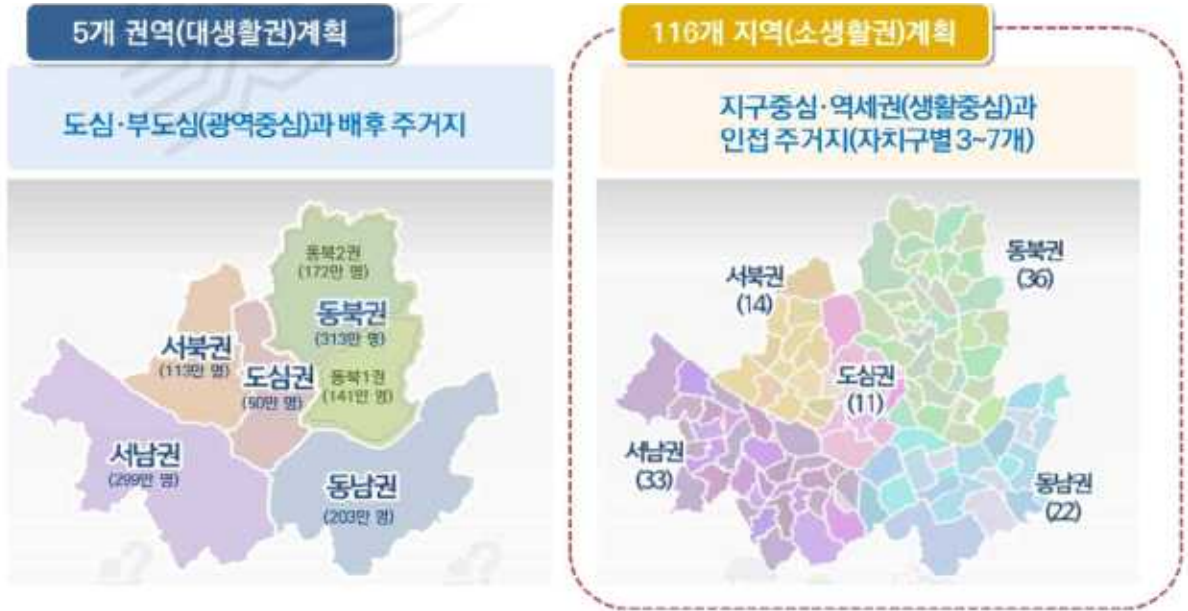 5개 권역(대생활권)계획
도심·부도심(광역중심)과 배후 주거지
동북2권
(172만 명)
동북권
(313만 명)
서북권
(113만 명)
도심권
(50만 명)
동북1권
(141만 명)
서남권
(299만 명)
동남권
(203만 명)
116개 지역(소생활권)계획
지구중심·역세권(생활중심)과
인접 주거지(자치구별 3~7개)
동북권
(36)
서북권
(14)
도심권
(11)
서남권
(33)
동남권
(22)